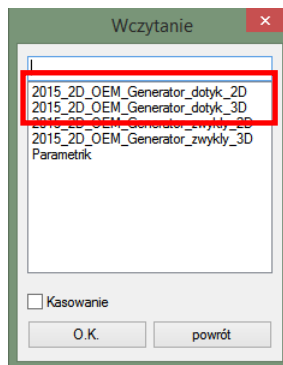 Wczytanie
2015_2D_OEM_Generator_dotyk_2D
2015_2D_OEM_Generator_dotyk_3D
2015_2D_OEM_Generator_zwykly_2D
2015_2D_OEM_Generator_zwykly_3D
Parametrik
Kasowanie
O.K.
powrót